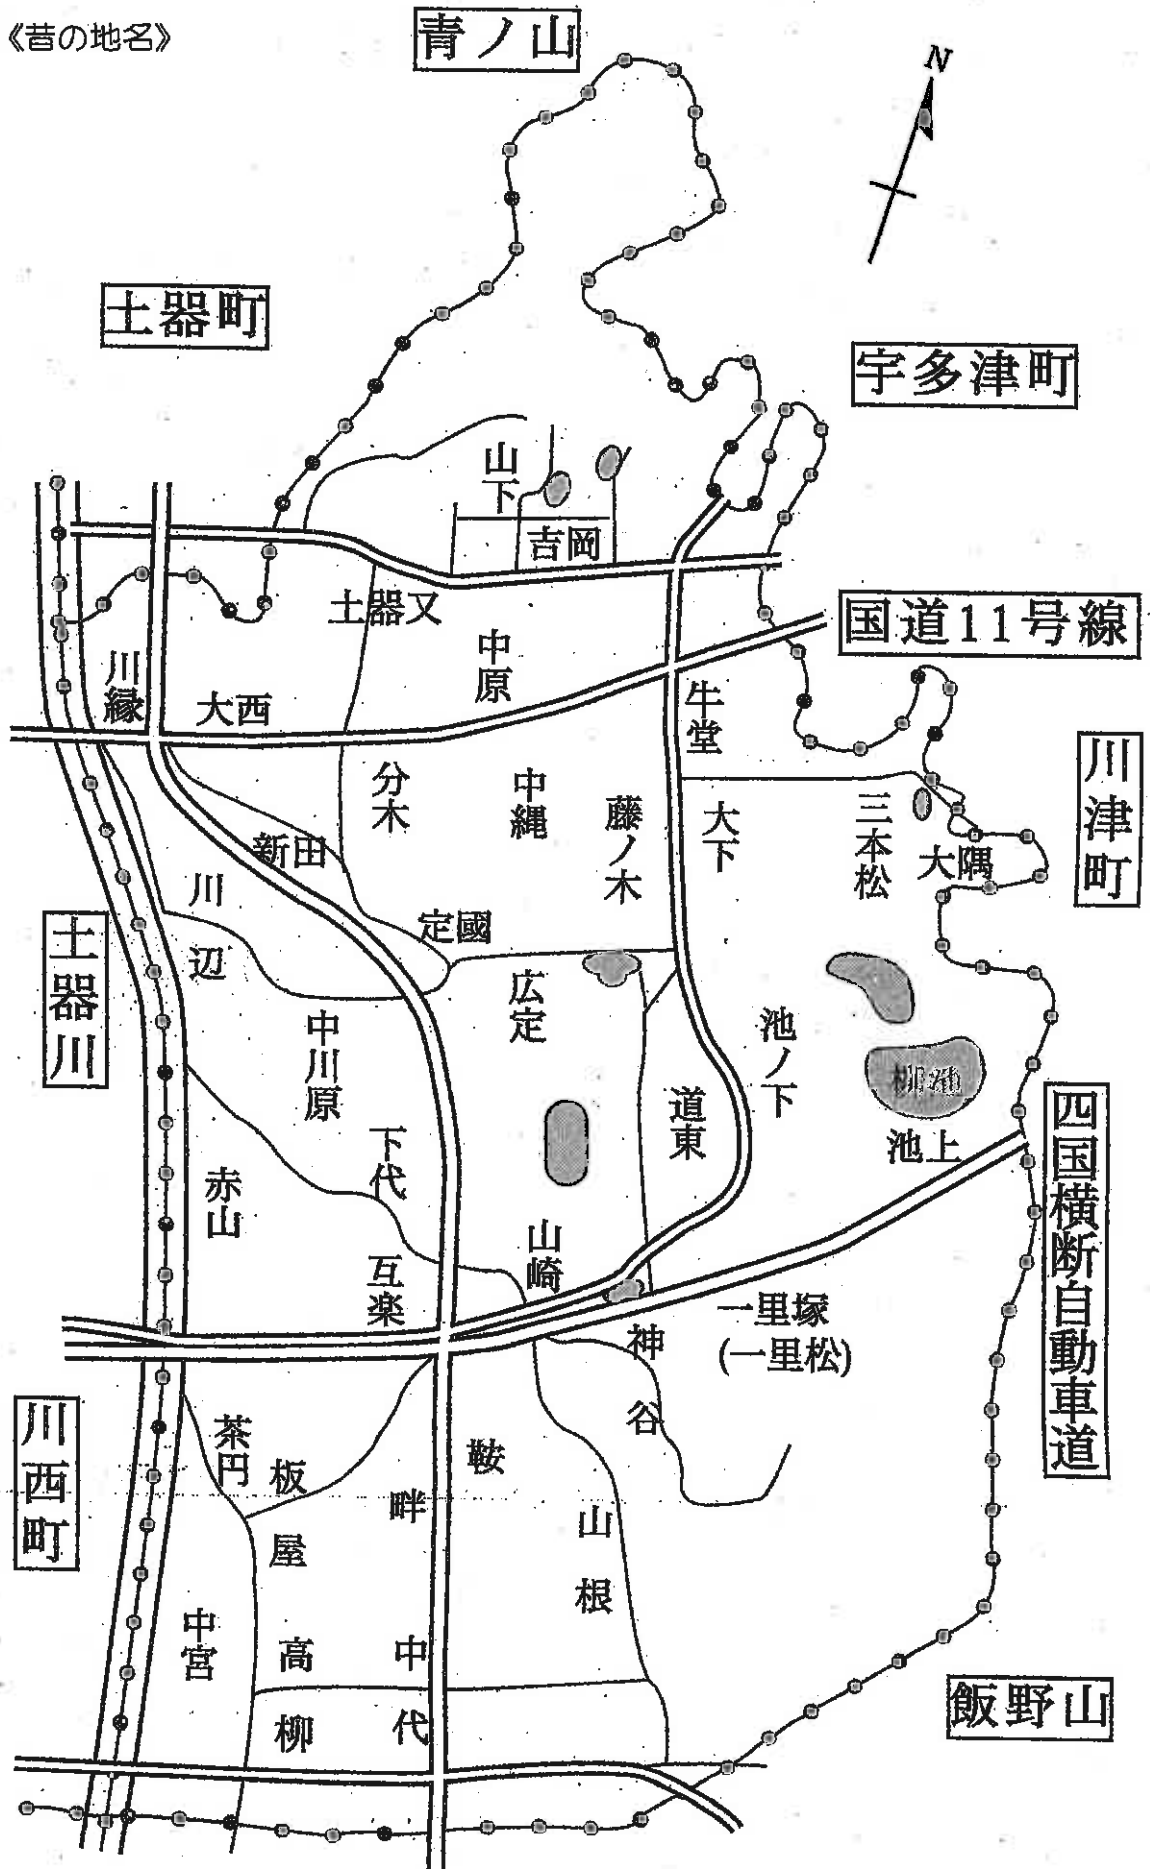 《昔の地名》
青ノ山
N
土器町
宇多津町
山下
吉岡
土器又
国道11号線
中原
川縁
大西
牛堂
川津町
分木
中縄
藤ノ木
大下
三本松
大隅
新田
川辺
定國
土器川
広定
池ノ下
中川原
柳池
道東
池上
四国横断自動車道
下代
赤山
山崎
互楽
一里塚
(一里松)
神谷
川西町
茶円
板屋
鞍
畔
山根
中宮
高柳
中代
飯野山